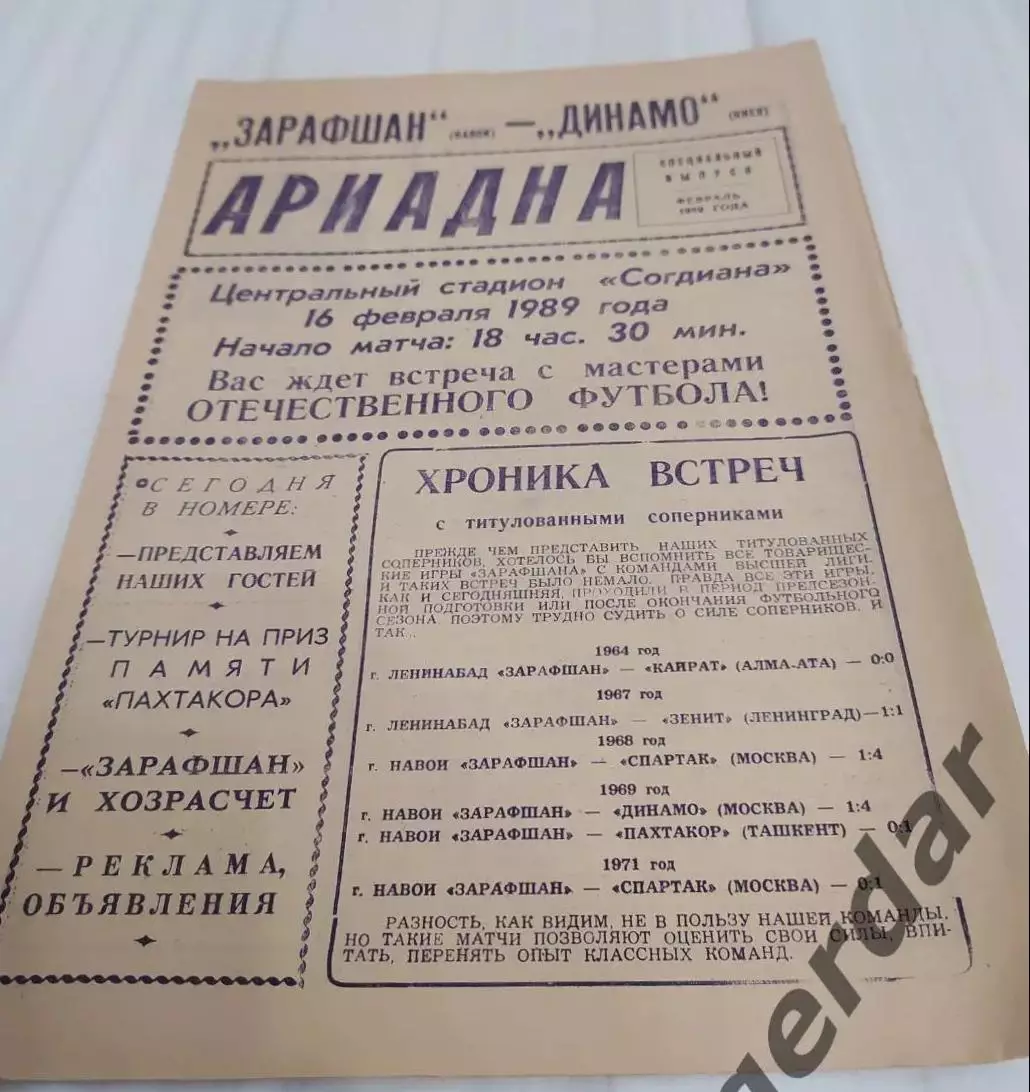 „ЗАРАФШАН“ (НАВОИ) — „ДИНАМО“ (КИЕВ)
АРИАДНА
СПЕЦИАЛЬНЫЙ
ВЫПУСК
ФЕВРАЛЬ
1989 ГОДА
Центральный стадион «Согдиана»
16 февраля 1989 года
Начало матча: 18 час. 30 мин.
Вас ждет встреча с мастерами
ОТЕЧЕСТВЕННОГО ФУТБОЛА!
СЕГОДНЯ
В НОМЕРЕ:
—ПРЕДСТАВЛЯЕМ
НАШИХ ГОСТЕЙ
—ТУРНИР НА ПРИЗ
ПАМЯТИ
«ПАХТАКОРА»
—«ЗАРАФШАН»
И ХОЗРАСЧЕТ
—РЕКЛАМА,
ОБЪЯВЛЕНИЯ
ХРОНИКА ВСТРЕЧ
с титулованными соперниками
ПРЕЖДЕ ЧЕМ ПРЕДСТАВИТЬ НАШИХ ТИТУЛОВАННЫХ
СОПЕРНИКОВ, ХОТЕЛОСЬ БЫ ВСПОМНИТЬ ВСЕ ТОВАРИЩЕС-
КИЕ ИГРЫ «ЗАРАФШАНА» С КОМАНДАМИ ВЫСШЕЙ ЛИГИ.
И ТАКИХ ВСТРЕЧ БЫЛО НЕМАЛО. ПРАВДА ВСЕ ЭТИ ИГРЫ,
КАК И СЕГОДНЯШНЯЯ, ПРОХОДИЛИ В ПЕРИОД ПРЕДСЕЗОН-
НОЙ ПОДГОТОВКИ ИЛИ ПОСЛЕ ОКОНЧАНИЯ ФУТБОЛЬНОГО
СЕЗОНА. ПОЭТОМУ ТРУДНО СУДИТЬ О СИЛЕ СОПЕРНИКОВ. И
ТАК...
1964 год
г. ЛЕНИНАБАД «ЗАРАФШАН» — «КАЙРАТ» (АЛМА-АТА) — 0:0
1967 год
г. ЛЕНИНАБАД «ЗАРАФШАН» — «ЗЕНИТ» (ЛЕНИНГРАД)—1:1
1968 год
г. НАВОИ «ЗАРАФШАН» — «СПАРТАК» (МОСКВА) — 1:4
1969 год
г. НАВОИ «ЗАРАФШАН» — «ДИНАМО» (МОСКВА) — 1:4
г. НАВОИ «ЗАРАФШАН» — «ПАХТАКОР» (ТАШКЕНТ) — 0:1
1971 год
г. НАВОИ «ЗАРАФШАН» — «СПАРТАК» (МОСКВА) — 0:1
РАЗНОСТЬ, КАК ВИДИМ, НЕ В ПОЛЬЗУ НАШЕЙ КОМАНДЫ.
НО ТАКИЕ МАТЧИ ПОЗВОЛЯЮТ ОЦЕНИТЬ СВОИ СИЛЫ, ВПИ-
ТАТЬ, ПЕРЕНЯТЬ ОПЫТ КЛАССНЫХ КОМАНД.
gerdar